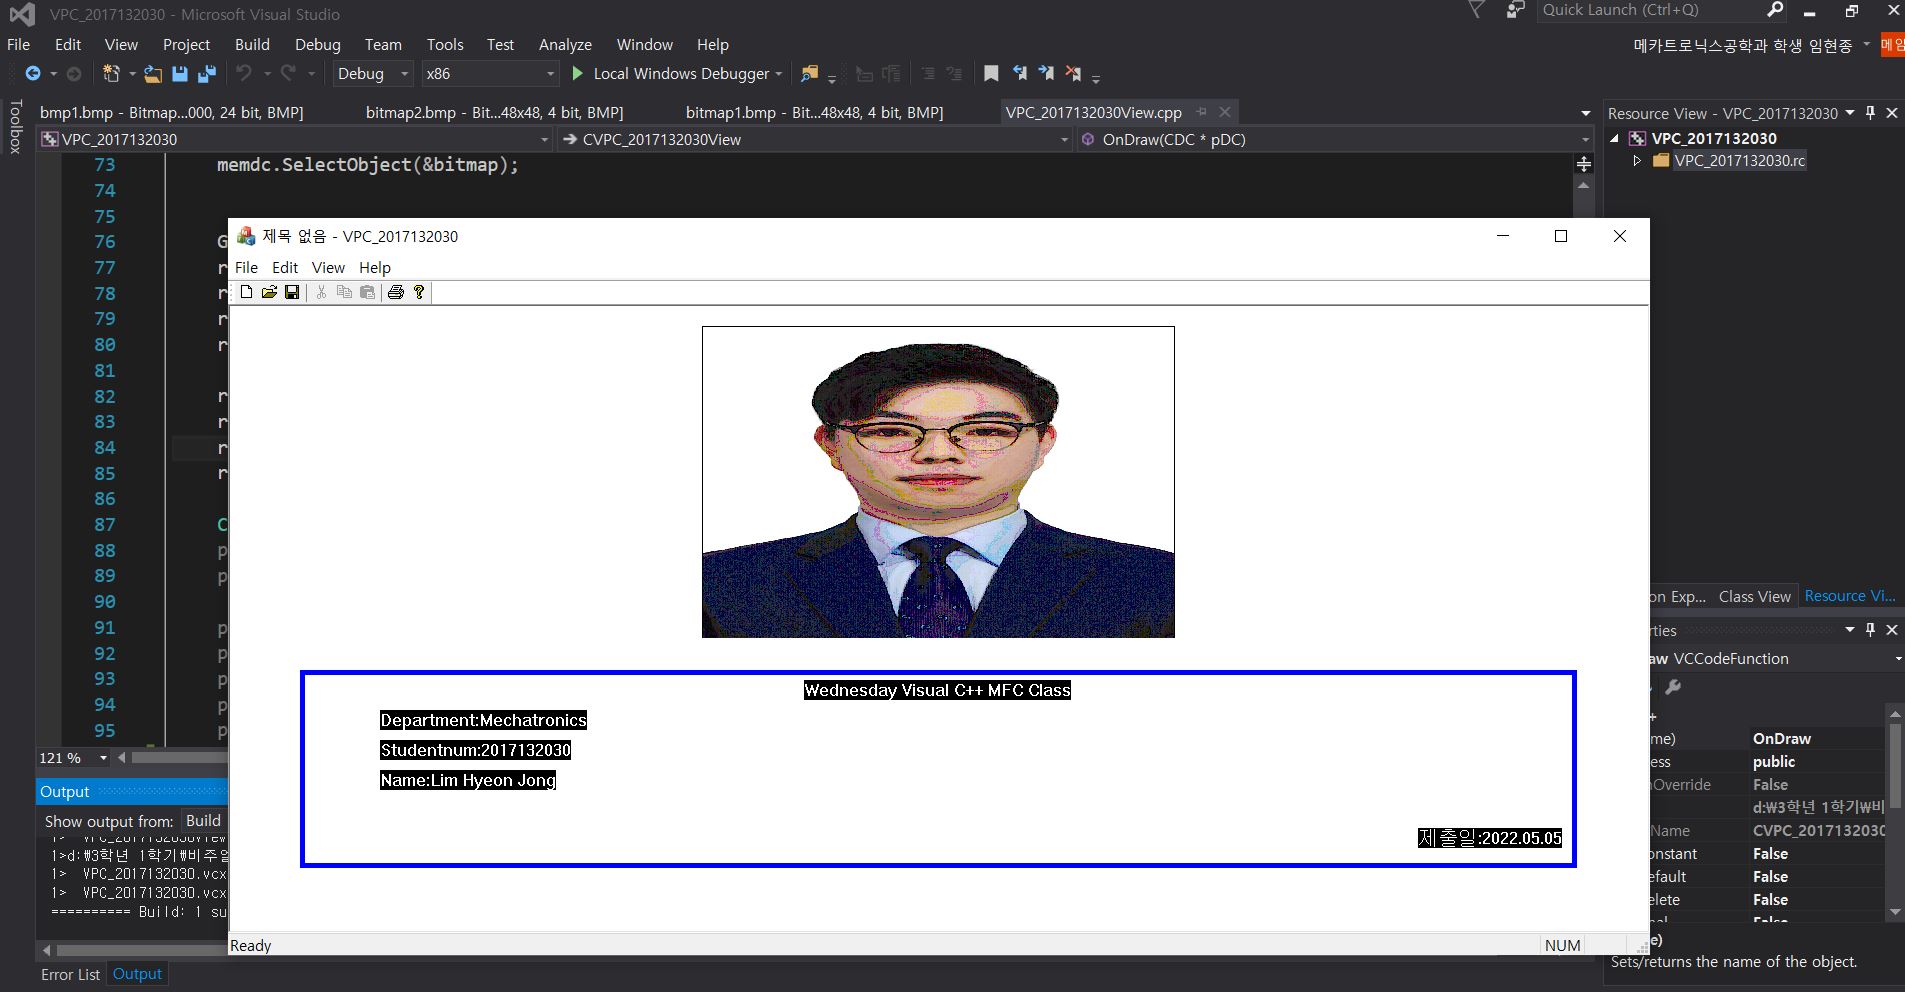 VPC_2017132030 - Microsoft Visual Studio
Quick Launch (Ctrl+Q)
File Edit View Project Build Debug Team Tools Test Analyze Window Help
메카트로닉스공학과 학생 임현종
메임
Debug x86 Local Windows Debugger
Toolbox
bmp1.bmp - Bitmap...000, 24 bit, BMP] bitmap2.bmp - Bit...48x48, 4 bit, BMP] bitmap1.bmp - Bit...48x48, 4 bit, BMP] VPC_2017132030View.cpp
VPC_2017132030 CVPC_2017132030View OnDraw(CDC * pDC)
73 memdc.SelectObject(&bitmap);
74
75
76 G
77 r
78 r
79 r
80 r
81
82 r
83 r
84 r
85 r
86
87 C
88 p
89 p
90
91 p
92 p
93 p
94 p
95 p
121 %
제목 없음 - VPC_2017132030
File Edit View Help
Wednesday Visual C++ MFC Class
Department:Mechatronics
Studentnum:2017132030
Name:Lim Hyeon Jong
제출일:2022.05.05
Ready
NUM
Output
Show output from: Build
1> VPC_2017132030View
1>d:₩3학년 1학기₩비주얼
1> VPC_2017132030.vcx
1> VPC_2017132030.vcx
========== Build: 1 su
Error List Output
Resource View - VPC_2017132030
VPC_2017132030
VPC_2017132030.rc
on Exp... Class View Resource Vi...
rties
aw VCCodeFunction
+
me) OnDraw
ess public
Override False
d:₩3학년 1학기₩비
Name CVPC_2017132030
onstant False
efault False
elete False
False
e)
Sets/returns the name of the object.